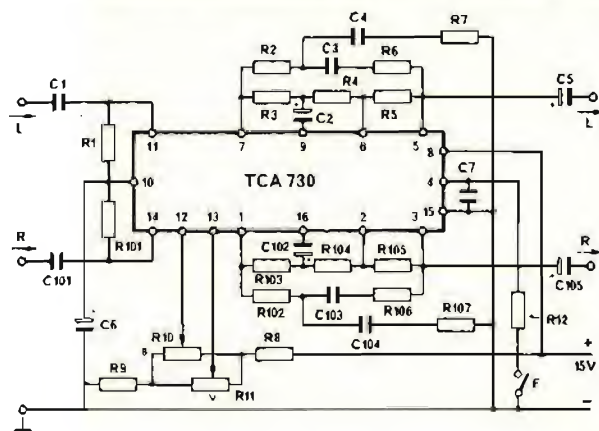 C4 R7
R2 C3 R6
C1 R3 R4 R5 C5
L C2 L
R1 11 7 9 6 5
8
10 TCA 730 4 C7
15
14 12 13 1 16 2 3
R R101 C102 R104 R105 R
C101 R103 C105
R102 C103 R106 R107 R12
C6 C104
R10 R8 +
B 15V
R9 R11 F
V −